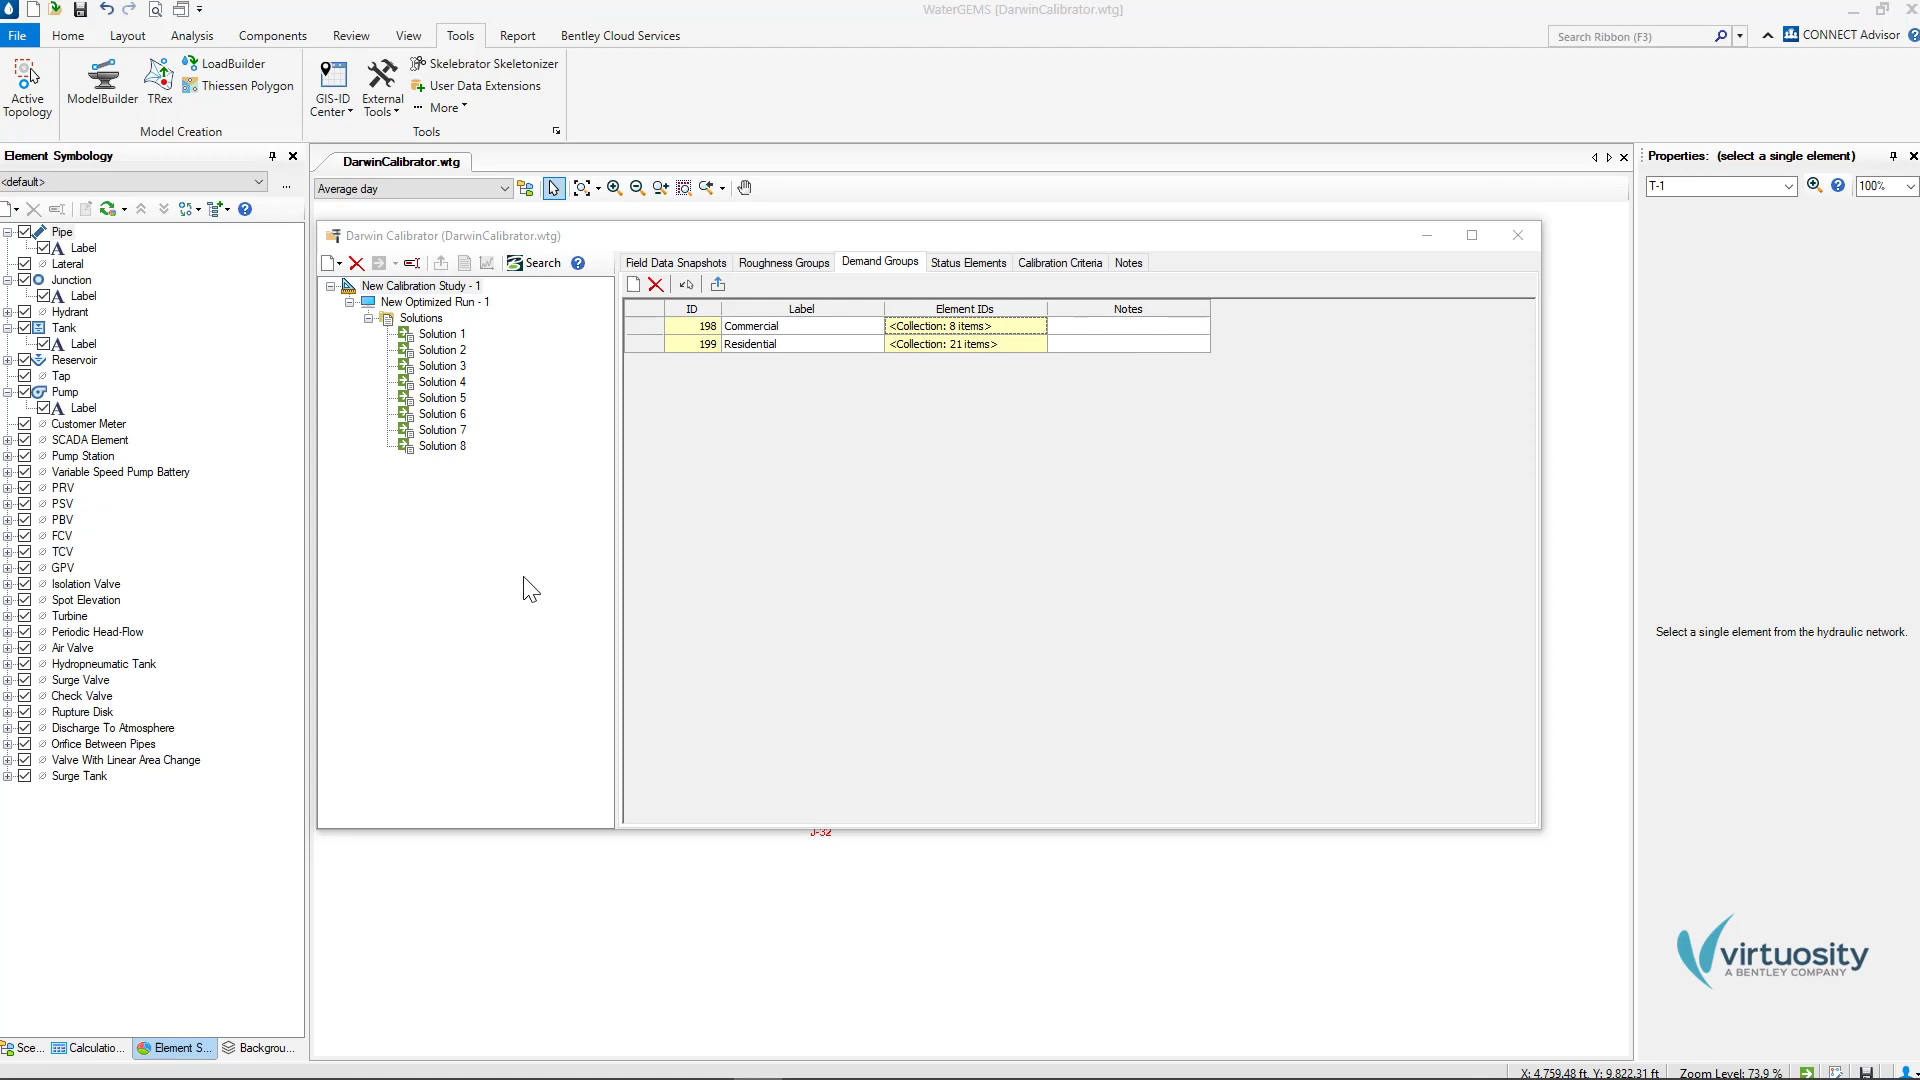 WaterGEMS [DarwinCalibrator.wtg]
File Home Layout Analysis Components Review View Tools Report Bentley Cloud Services
Search Ribbon (F3) CONNECT Advisor
Active Topology
ModelBuilder
TRex
LoadBuilder
Thiessen Polygon
Model Creation
GIS-ID Center
External Tools
Skelebrator Skeletonizer
User Data Extensions
More
Tools
Element Symbology
<default>
Pipe
Label
Lateral
Junction
Label
Hydrant
Tank
Label
Reservoir
Tap
Pump
Label
Customer Meter
SCADA Element
Pump Station
Variable Speed Pump Battery
PRV
PSV
PBV
FCV
TCV
GPV
Isolation Valve
Spot Elevation
Turbine
Periodic Head-Flow
Air Valve
Hydropneumatic Tank
Surge Valve
Check Valve
Rupture Disk
Discharge To Atmosphere
Orifice Between Pipes
Valve With Linear Area Change
Surge Tank
Sce... Calculatio... Element S... Backgrou...
DarwinCalibrator.wtg
Average day
Darwin Calibrator (DarwinCalibrator.wtg)
Search
New Calibration Study - 1
New Optimized Run - 1
Solutions
Solution 1
Solution 2
Solution 3
Solution 4
Solution 5
Solution 6
Solution 7
Solution 8
Field Data Snapshots Roughness Groups Demand Groups Status Elements Calibration Criteria Notes
ID Label Element IDs Notes
198 Commercial <Collection: 8 items>
199 Residential <Collection: 21 items>
J-32
Properties: (select a single element)
T-1 100%
Select a single element from the hydraulic network.
virtuosity
A BENTLEY COMPANY
X: 4,759.48 ft, Y: 9,822.31 ft Zoom Level: 73.9 %